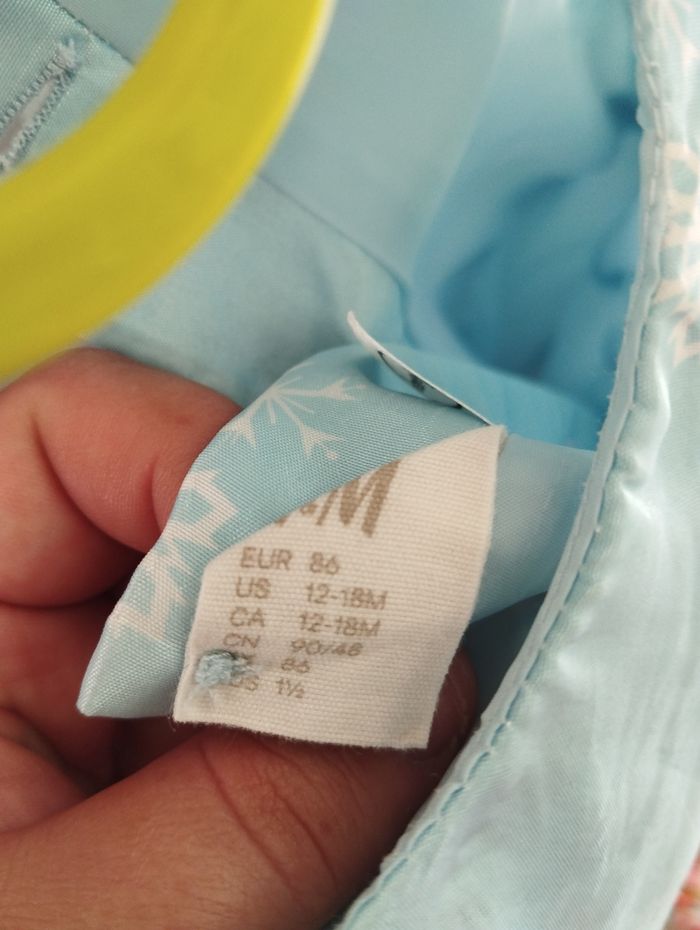 EUR 86
US 12-18M
CA 12-18M
CN 90/48
86
1½